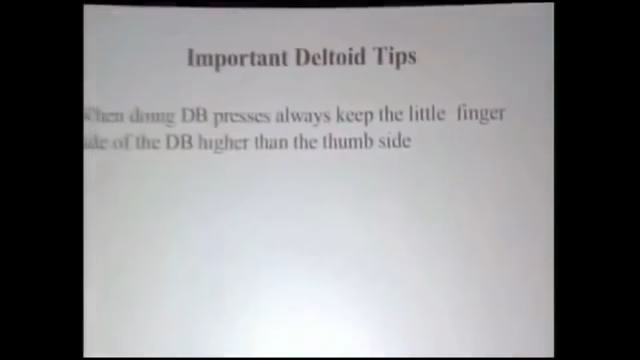 Important Deltoid Tips
When doing DB presses always keep the little finger
side of the DB higher than the thumb side